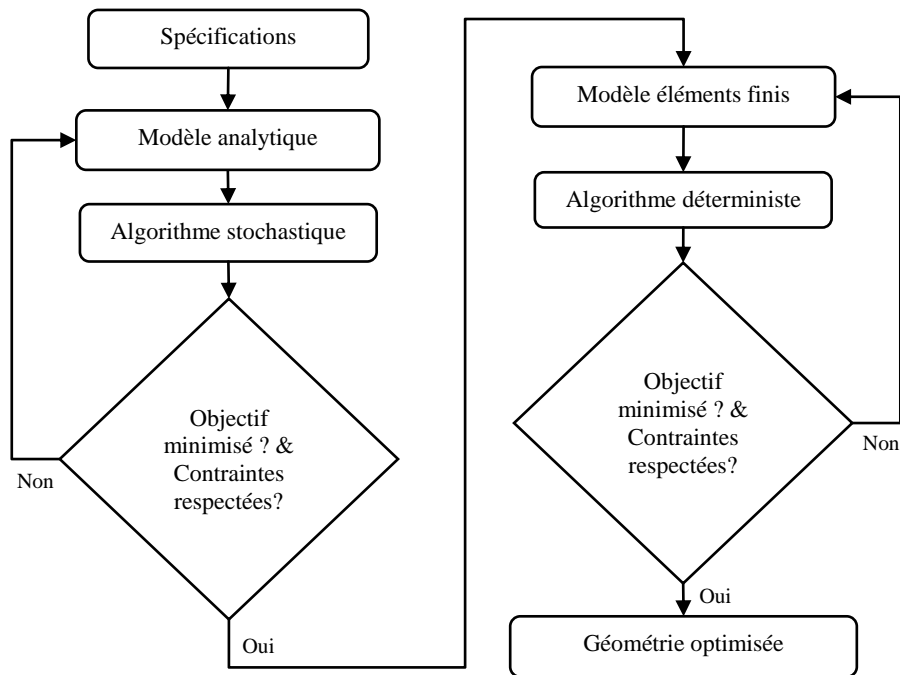 Spécifications
Modèle analytique
Algorithme stochastique
Objectif
minimisé ? &
Contraintes
respectées?
Non
Oui
Modèle éléments finis
Algorithme déterministe
Objectif
minimisé ? &
Contraintes
respectées?
Non
Oui
Géométrie optimisée